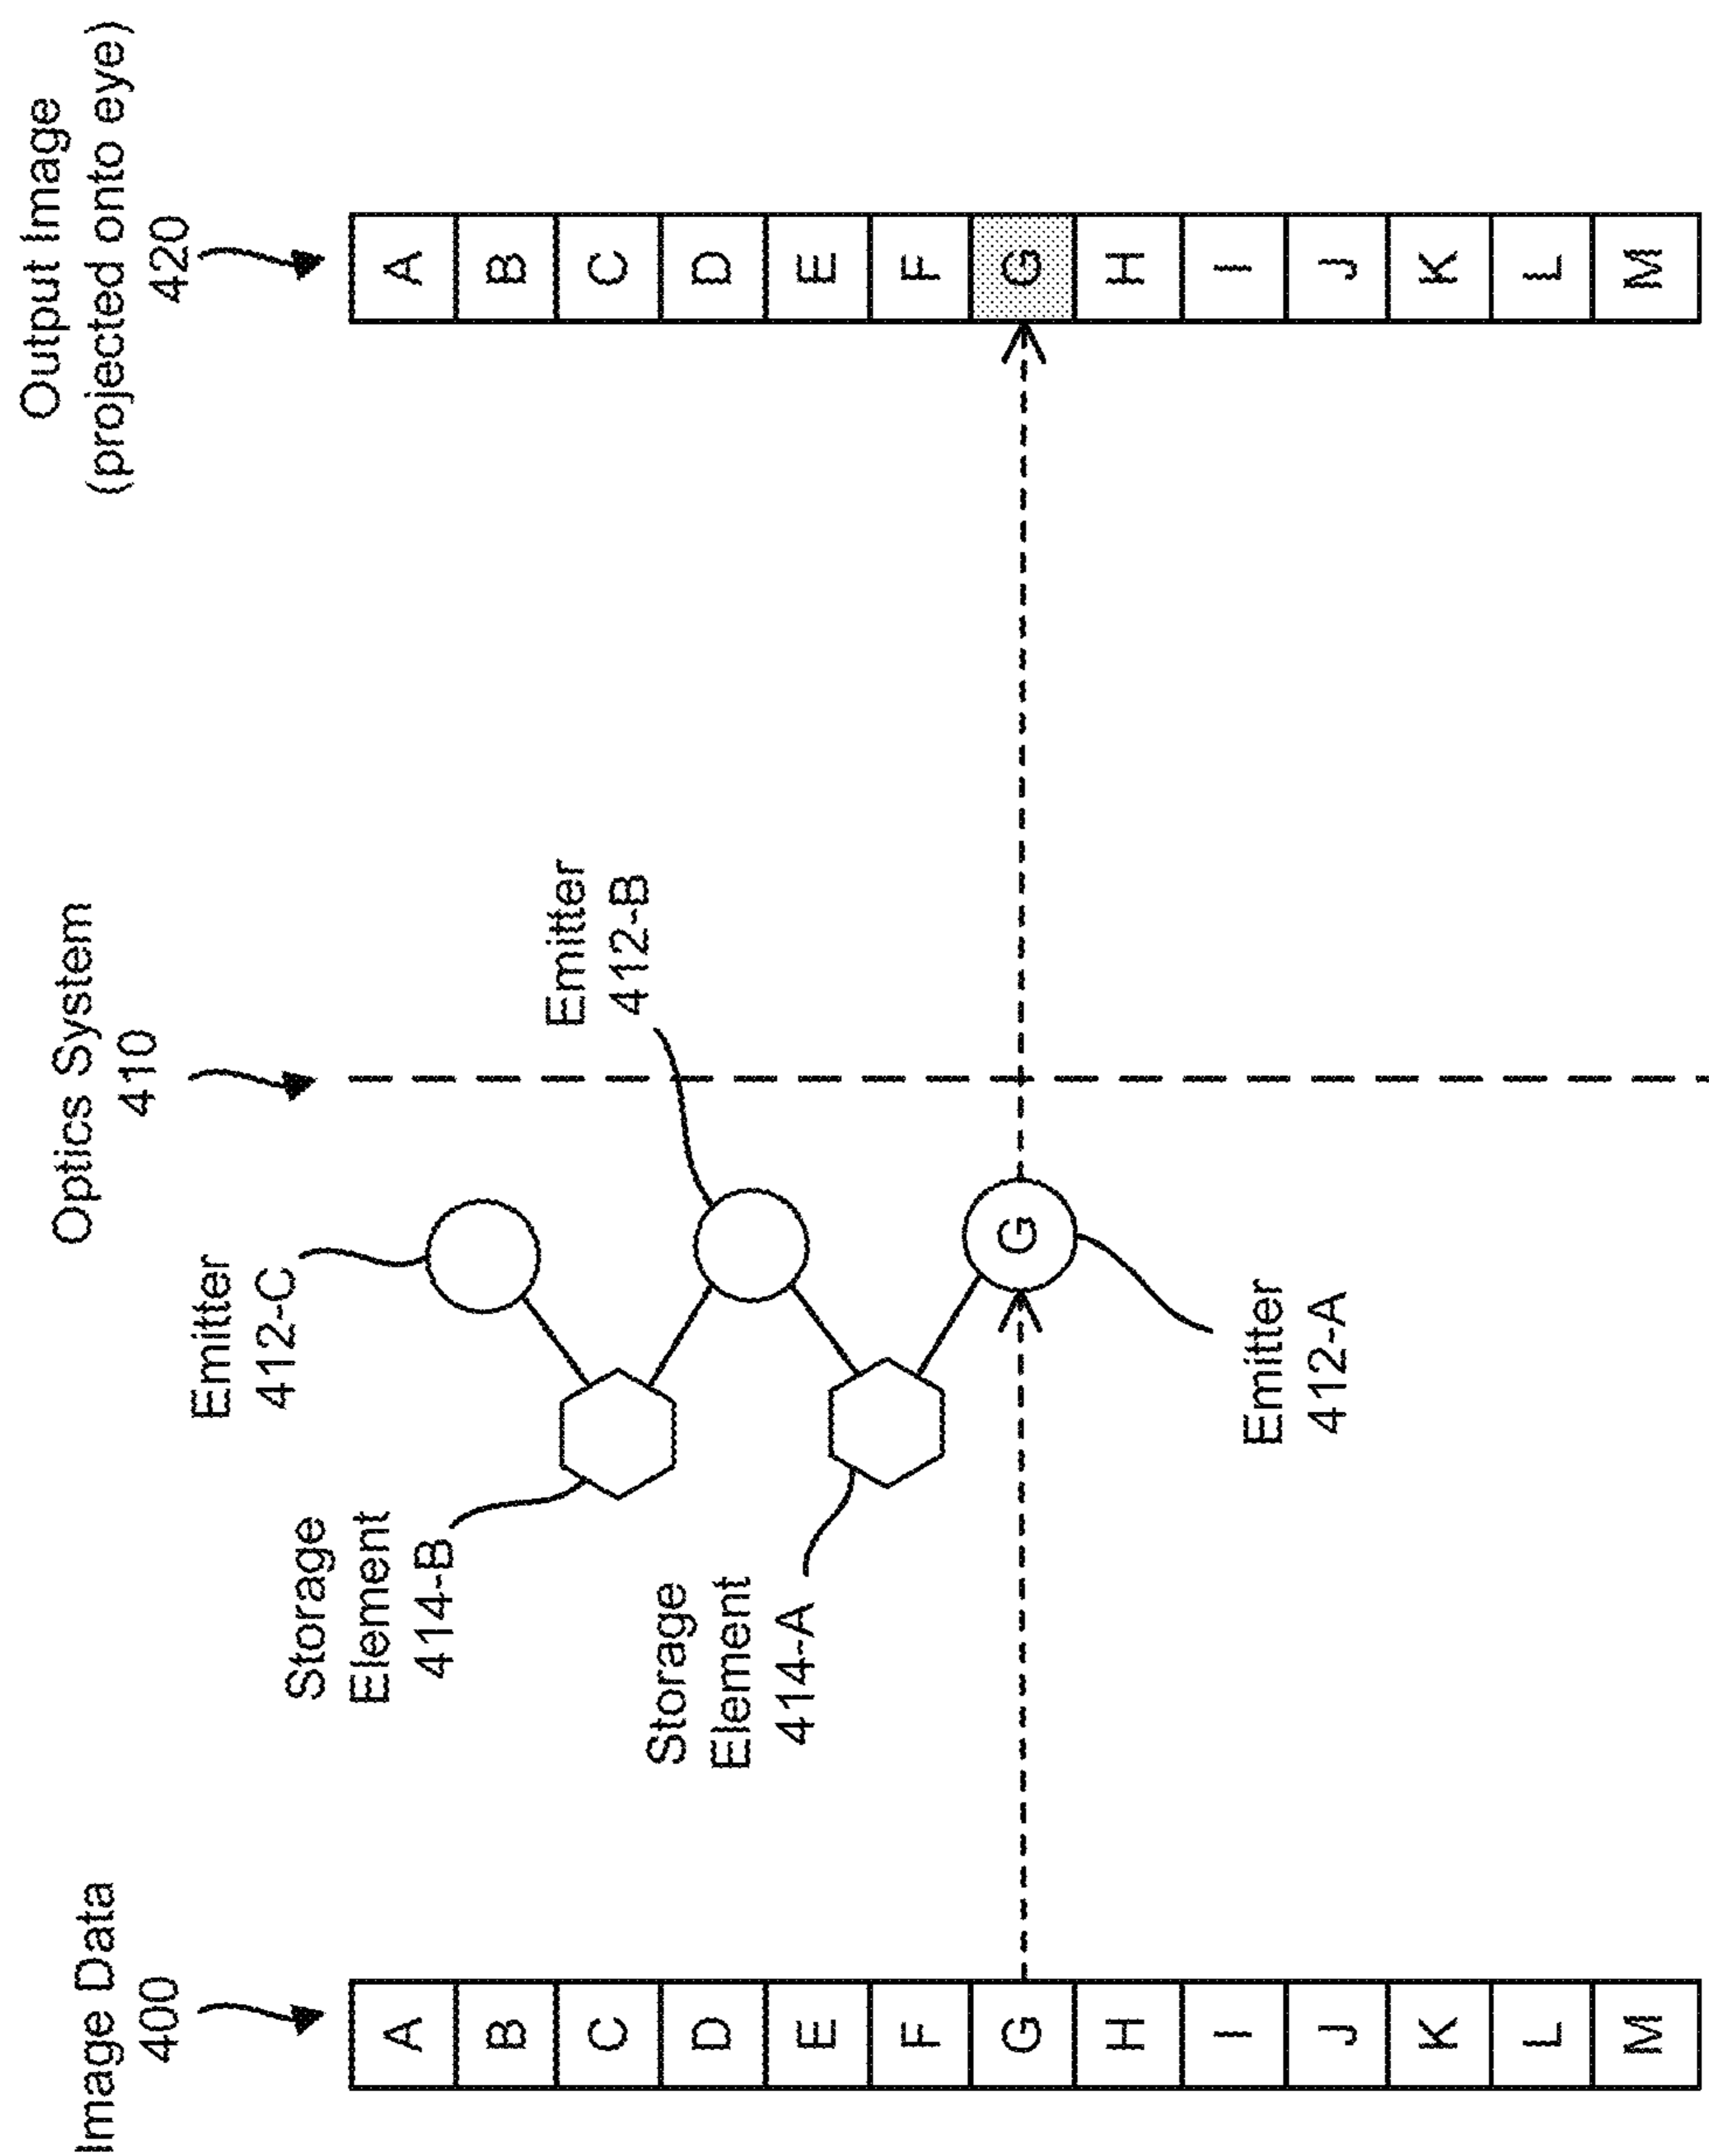 Image Data
400
A
B
C
D
E
F
G
H
I
J
K
L
M
Optics System
410
Emitter
412-C
Storage
Element
414-B
Emitter
412-B
Storage
Element
414-A
G
Emitter
412-A
Output Image
(projected onto eye)
420
A
B
C
D
E
F
G
H
I
J
K
L
M